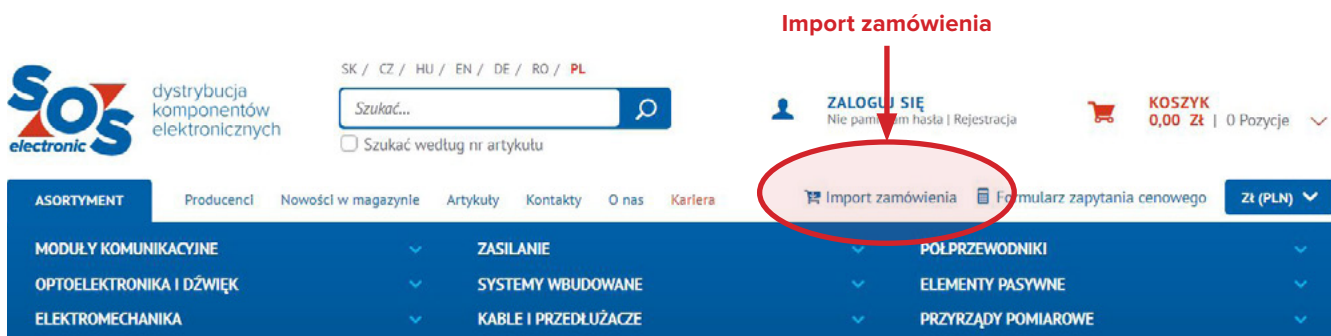 Import zamówienia
SK / CZ / HU / EN / DE / RO / PL
SOS
electronic
dystrybucja
komponentów
elektronicznych
Szukać...
Szukać według nr artykułu
ZALOGUJ SIĘ
Nie pamiętam hasła | Rejestracja
KOSZYK
0,00 Zł | 0 Pozycje
ASORTYMENT Producenci Nowości w magazynie Artykuły Kontakty O nas Kariera Import zamówienia Formularz zapytania cenowego Zł (PLN)
MODUŁY KOMUNIKACYJNE ZASILANIE PÓŁPRZEWODNIKI
OPTOELEKTRONIKA I DŹWIĘK SYSTEMY WBUDOWANE ELEMENTY PASYWNE
ELEKTROMECHANIKA KABLE I PRZEDŁUŻACZE PRZYRZĄDY POMIAROWE